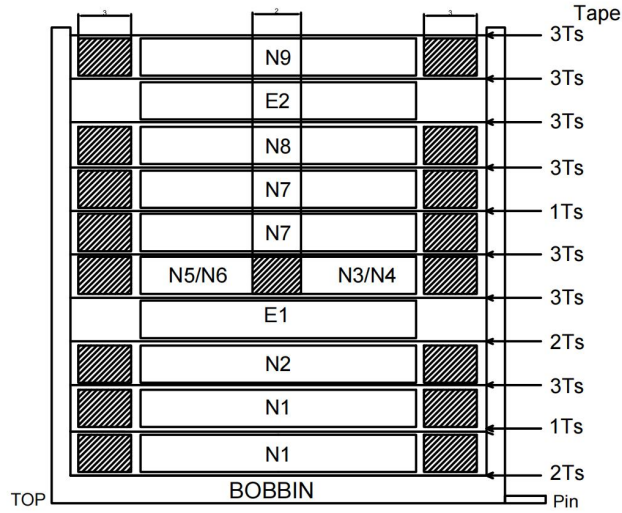 Tape
3 2 3
3Ts
N9
3Ts
E2
3Ts
N8
3Ts
N7
1Ts
N7
3Ts
N5/N6 N3/N4
3Ts
E1
2Ts
N2
3Ts
N1
1Ts
N1
2Ts
BOBBIN
TOP Pin